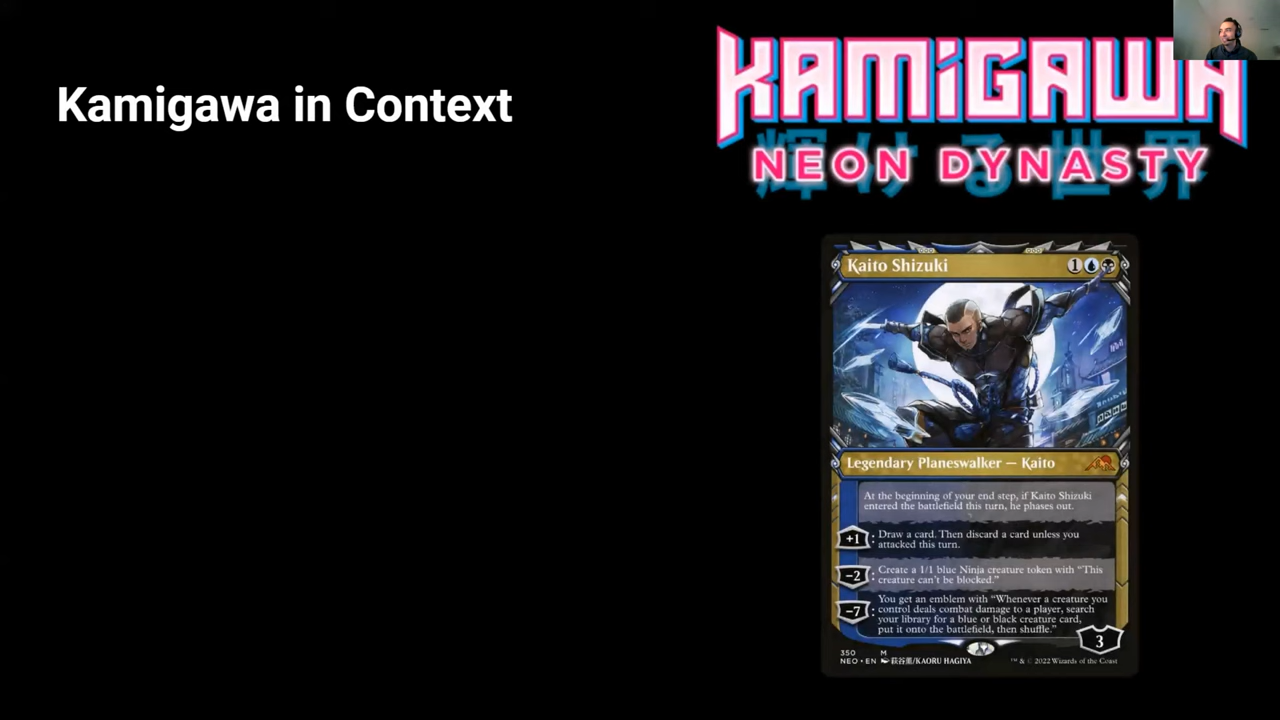 Kamigawa in Context
KAMIGAWA
輝ける世界
NEON DYNASTY
Kaito Shizuki
1
Legendary Planeswalker — Kaito
At the beginning of your end step, if Kaito Shizuki
entered the battlefield this turn, he phases out.
+1: Draw a card. Then discard a card unless you
attacked this turn.
−2: Create a 1/1 blue Ninja creature token with “This
creature can't be blocked.”
−7: You get an emblem with “Whenever a creature you
control deals combat damage to a player, search
your library for a blue or black creature card,
put it onto the battlefield, then shuffle.”
3
350 M
NEO • EN 萩谷薫/KAORU HAGIYA
™ & © 2022 Wizards of the Coast